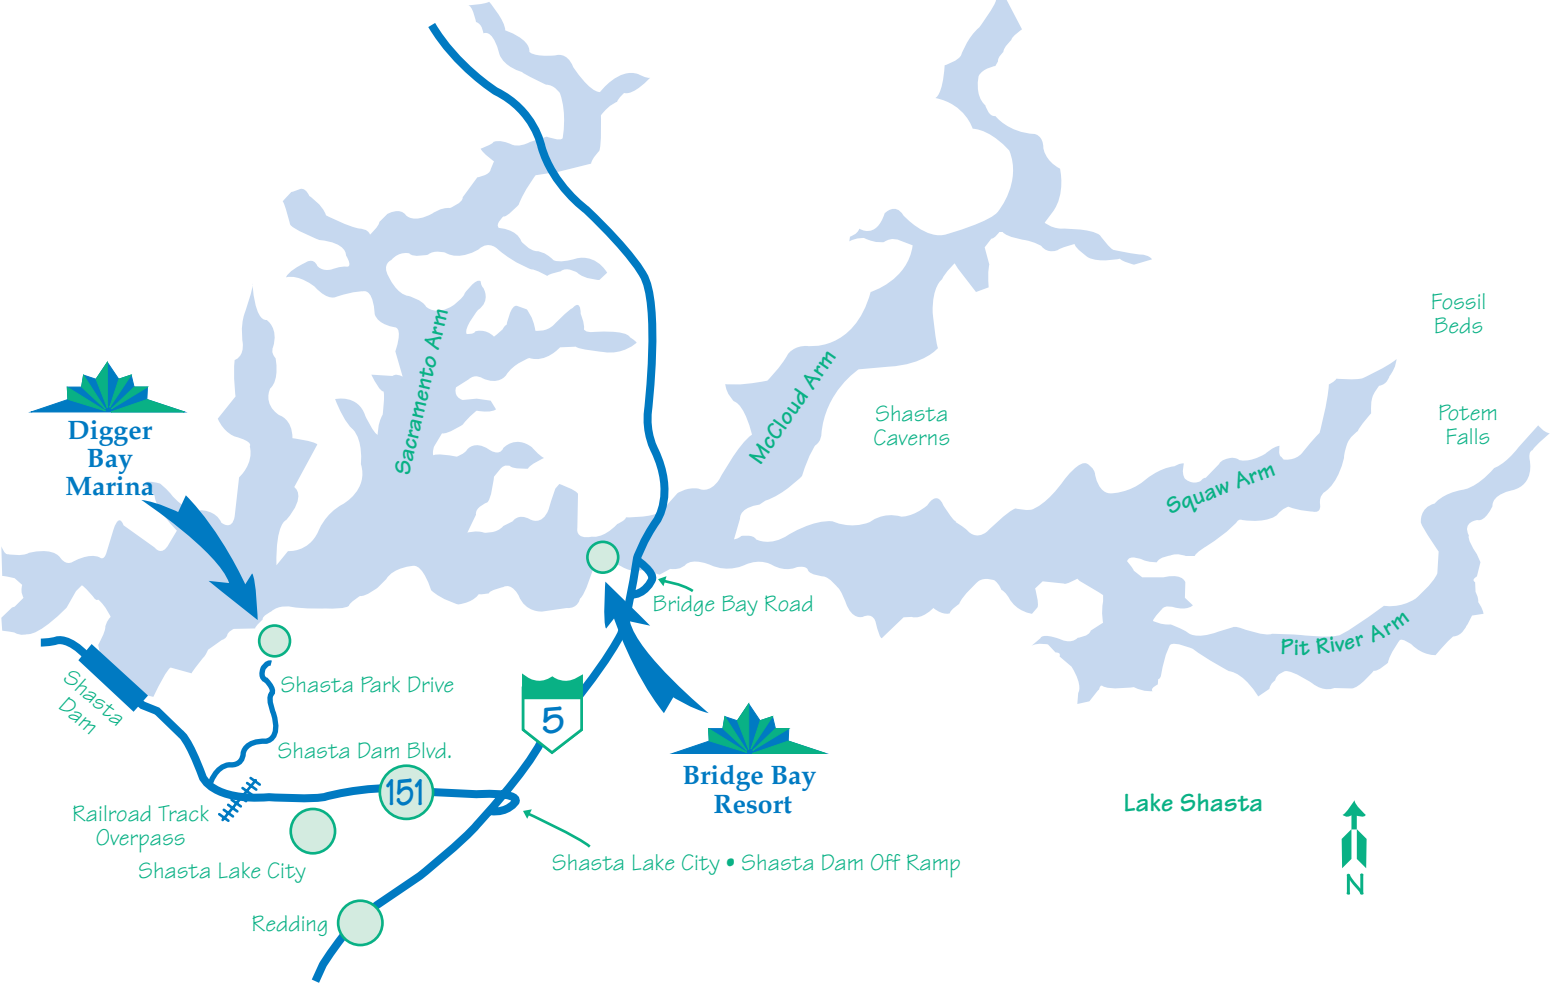 Fossil
Beds
Sacramento Arm
McCloud Arm
Shasta
Caverns
Potem
Falls
Digger
Bay
Marina
Squaw Arm
Bridge Bay Road
Pit River Arm
Shasta
Dam
Shasta Park Drive
5
Shasta Dam Blvd.
151
Bridge Bay
Resort
Lake Shasta
Railroad Track
Overpass
Shasta Lake City
Shasta Lake City • Shasta Dam Off Ramp
N
Redding